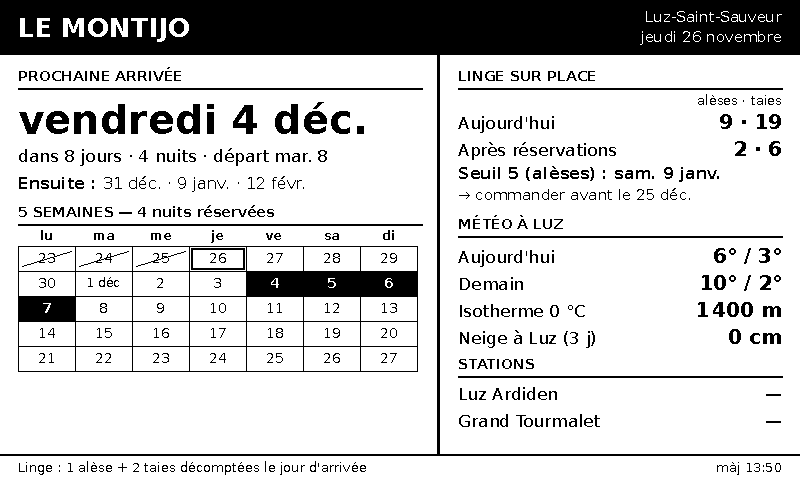 LE MONTIJO
Luz-Saint-Sauveur
jeudi 26 novembre
PROCHAINE ARRIVÉE
vendredi 4 déc.
dans 8 jours · 4 nuits · départ mar. 8
Ensuite : 31 déc. · 9 janv. · 12 févr.
5 SEMAINES — 4 nuits réservées
lu ma me je ve sa di
23 24 25 26 27 28 29
30 1 déc 2 3 4 5 6
7 8 9 10 11 12 13
14 15 16 17 18 19 20
21 22 23 24 25 26 27
LINGE SUR PLACE
alèses · taies
Aujourd'hui 9 · 19
Après réservations 2 · 6
Seuil 5 (alèses) : sam. 9 janv.
→ commander avant le 25 déc.
MÉTÉO À LUZ
Aujourd'hui 6° / 3°
Demain 10° / 2°
Isotherme 0 °C 1400 m
Neige à Luz (3 j) 0 cm
STATIONS
Luz Ardiden —
Grand Tourmalet —
Linge : 1 alèse + 2 taies décomptées le jour d'arrivée
màj 13:50